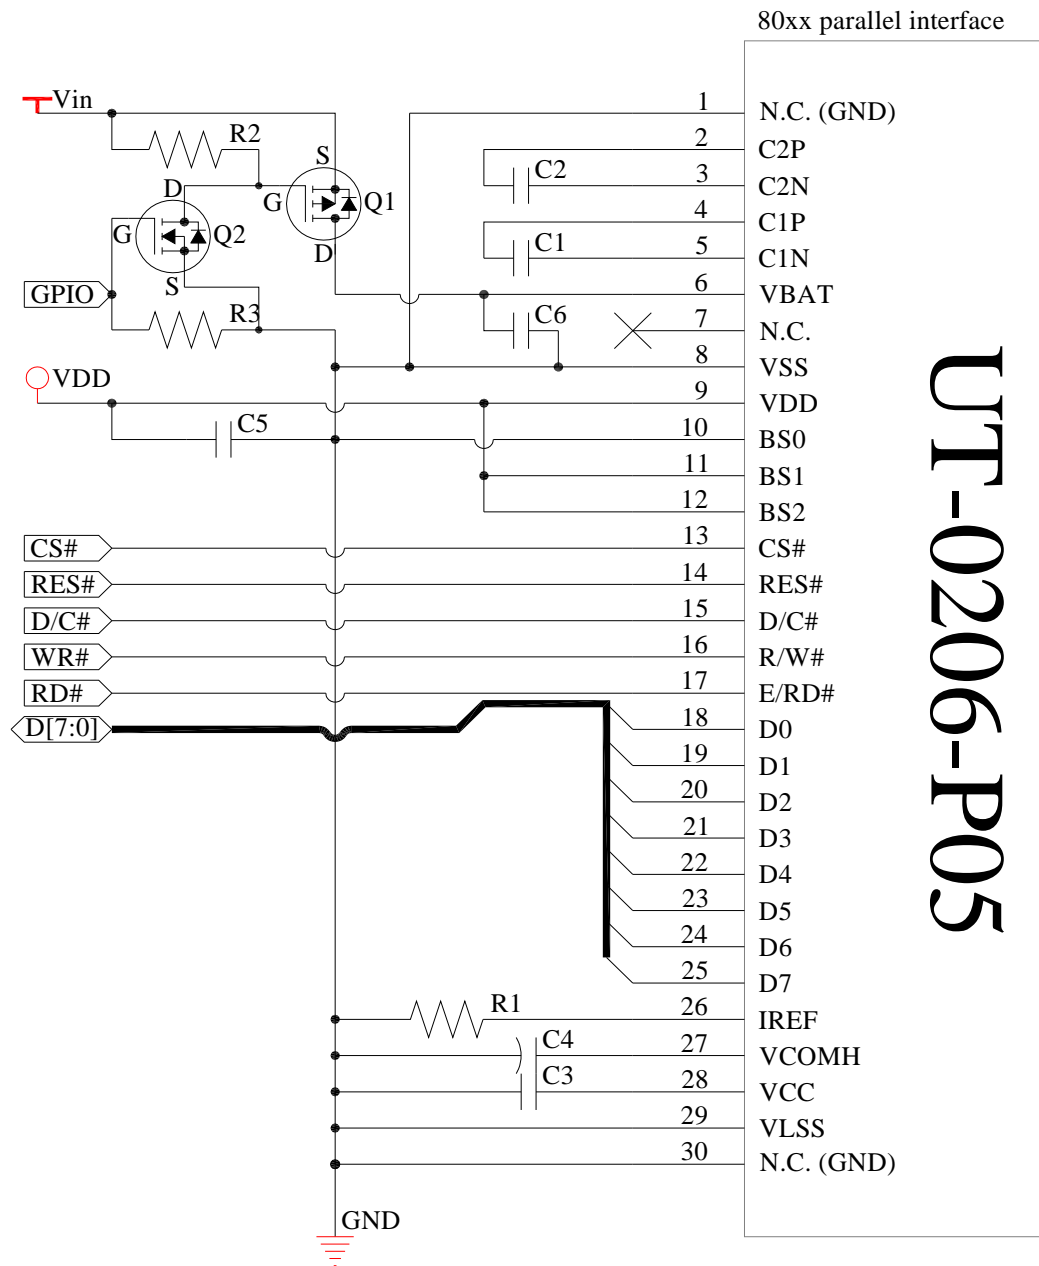 80xx parallel interface
Vin
1 N.C. (GND)
R2
2 C2P
S
C2
3 C2N
D
G
Q1
4 C1P
G
Q2
C1
5 C1N
D
S
GPIO
6 VBAT
R3
C6
7 N.C.
8 VSS
VDD
9 VDD
C5
10 BS0
11 BS1
12 BS2
CS#
13 CS#
RES#
14 RES#
D/C#
15 D/C#
WR#
16 R/W#
RD#
17 E/RD#
D[7:0]
18 D0
19 D1
20 D2
21 D3
22 D4
23 D5
24 D6
25 D7
R1
26 IREF
C4
27 VCOMH
C3
28 VCC
29 VLSS
30 N.C. (GND)
GND
UT-0206-P05